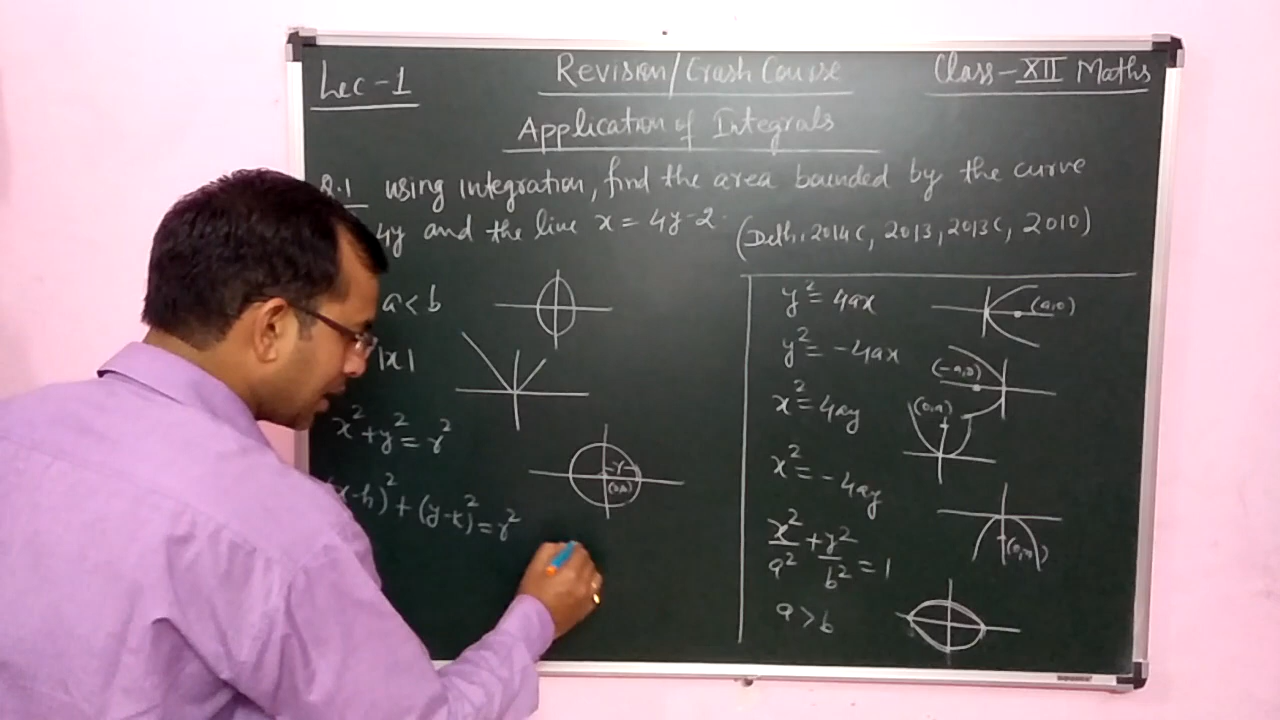 Lec-1
Revision/Crash Course
Class-XII Maths
Application of Integrals
Q.1 using integration, find the area bounded by the curve
4y and the line x = 4y-2. (Delhi 2014C, 2013, 2013C, 2010)
a < b
|x|
x² + y² = r²
(x-h)² + (y-k)² = r²
r
(0,0)
y² = 4ax
(a,0)
y² = -4ax
(-a,0)
x² = 4ay
(0,a)
x² = -4ay
x²/a² + y²/b² = 1
a > b